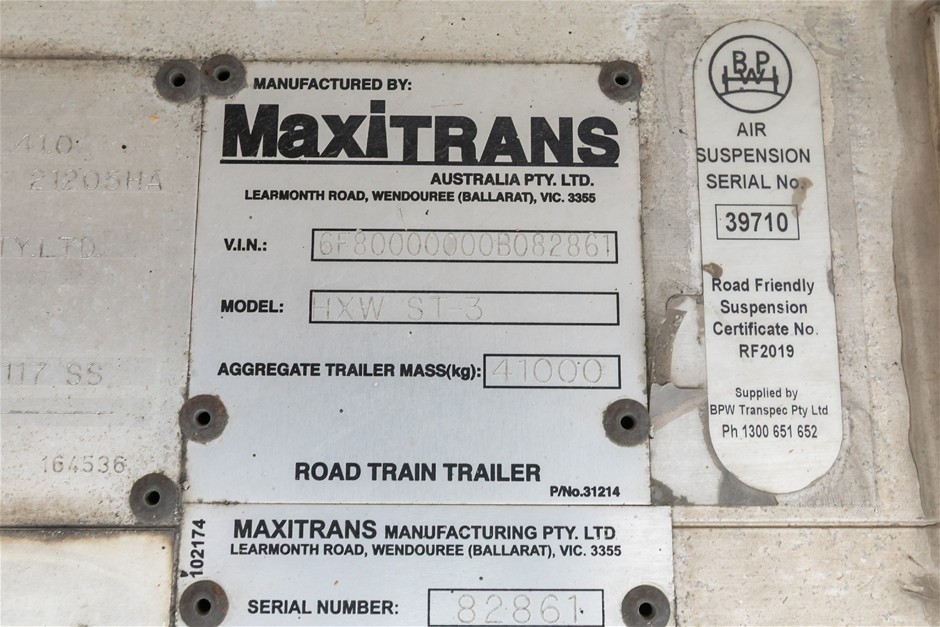 410
21205HA
TY.LTD
117 SS
164536
MANUFACTURED BY:
MaxiTRANS
AUSTRALIA PTY. LTD.
LEARMONTH ROAD, WENDOUREE (BALLARAT), VIC. 3355
V.I.N.: 6F80000000B082861
MODEL: HXW ST-3
AGGREGATE TRAILER MASS(kg): 41000
ROAD TRAIN TRAILER
P/No.31214
102174
MAXITRANS MANUFACTURING PTY. LTD
LEARMONTH ROAD, WENDOUREE (BALLARAT), VIC. 3355
SERIAL NUMBER: 82861
BPW
AIR
SUSPENSION
SERIAL No.
39710
Road Friendly
Suspension
Certificate No.
RF2019
Supplied by
BPW Transpec Pty Ltd
Ph 1300 651 652